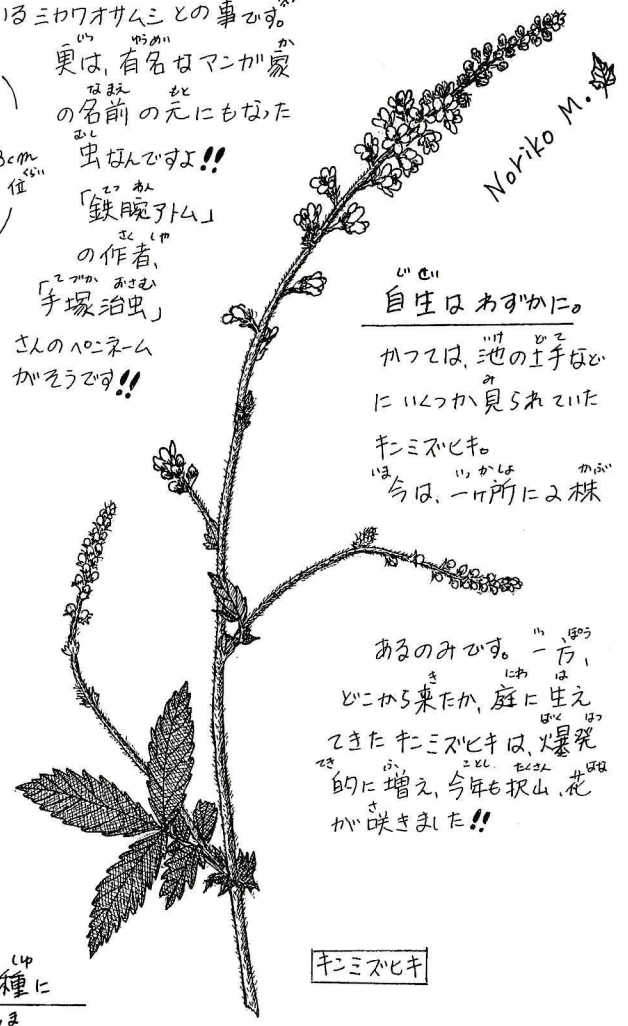 いるミカワオサムシとの事です。
実は、有名なマンガ家
の名前の元にもなった
虫なんですよ!!
「鉄腕アトム」
の作者、
「手塚治虫」
さんのペンネーム
がそうです!!
3cm
位
Noriko M.
自生はわずかに。
かつては、池の土手など
にいくつか見られていた
キンミズヒキ。
今は、一ヶ所に2株
あるのみです。一方、
どこから来たか、庭に生え
てきたキンミズヒキは、爆発
的に増え、今年も沢山、花
が咲きました!!
キンミズヒキ
種に